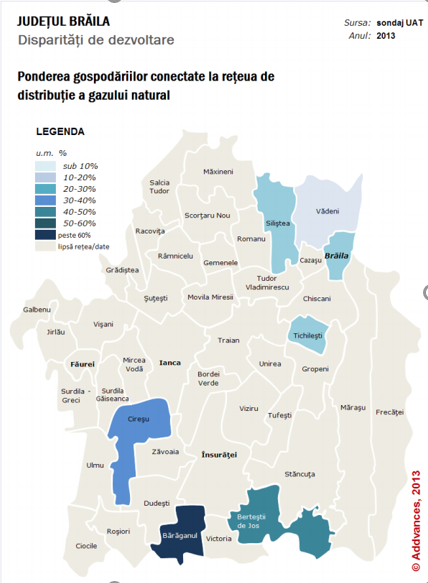 JUDEȚUL BRĂILA
Disparități de dezvoltare
Sursa: sondaj UAT
Anul: 2013
Ponderea gospodăriilor conectate la rețeua de
distribuție a gazului natural
LEGENDA
u.m. %
sub 10%
10-20%
20-30%
30-40%
40-50%
50-60%
peste 60%
lipsă rețea/date
Măxineni
Salcia
Tudor
Scorțaru Nou
Siliștea
Vădeni
Racovița
Romanu
Râmnicelu
Gemenele
Cazașu
Brăila
Grădiștea
Tudor
Vladimirescu
Șuțești
Movila Miresii
Chiscani
Galbenu
Jirlău
Vișani
Traian
Tichilești
Făurei
Mircea
Vodă
Ianca
Unirea
Gropeni
Bordei
Verde
Surdila -
Greci
Surdila
Găiseanca
Viziru
Tufești
Mărașu
Frecăței
Cireșu
Zăvoaia
Însurăței
Ulmu
Stăncuța
Dudești
Berteștii
de Jos
Roșiori
Bărăganul
Victoria
Ciocile
© Addvances, 2013